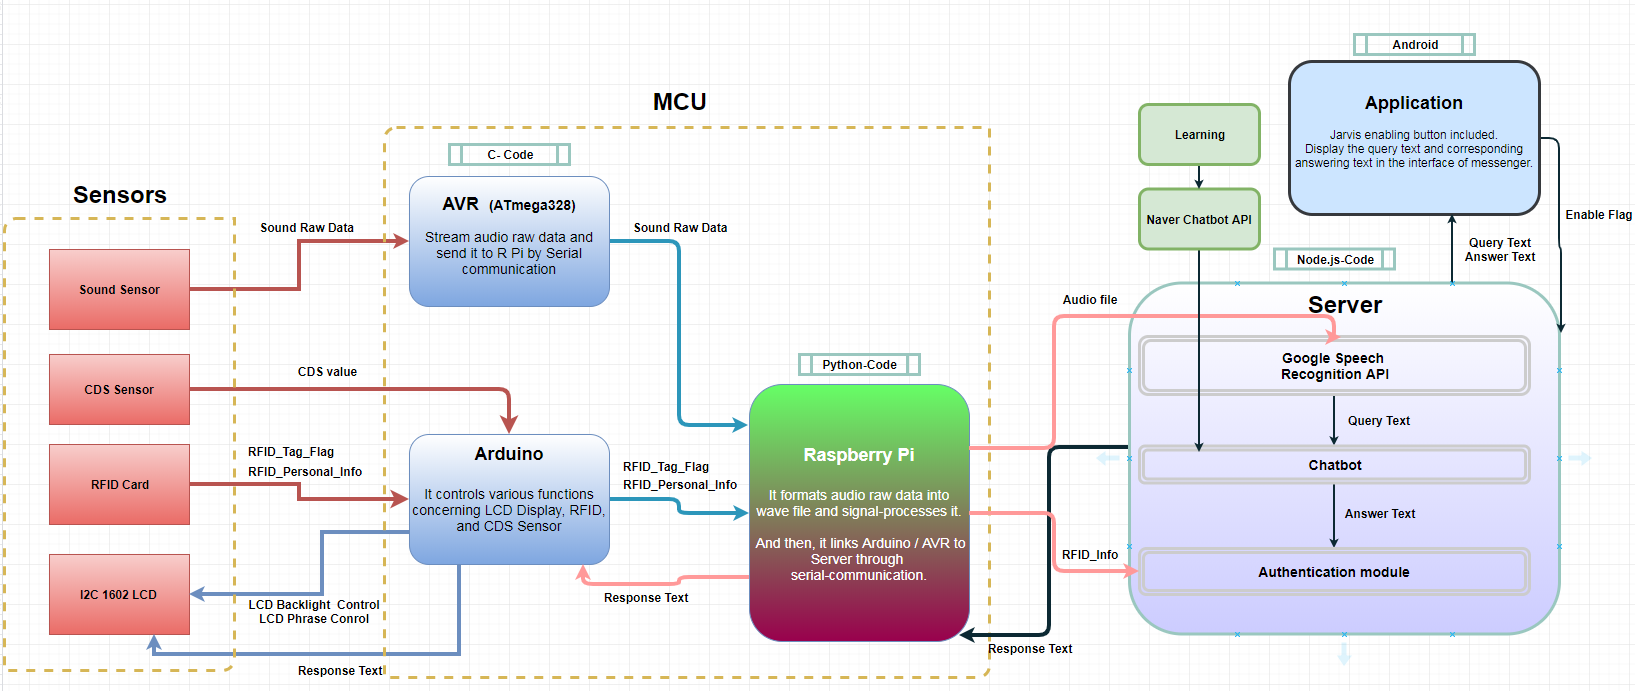 Sensors
Sound Sensor
CDS Sensor
RFID Card
I2C 1602 LCD
Sound Raw Data
CDS value
RFID_Tag_Flag
RFID_Personal_Info
LCD Backlight  Control
LCD Phrase Conrol
Response Text
MCU
C- Code
AVR  (ATmega328)
Stream audio raw data and
send it to R Pi by Serial
communication
Arduino
It controls various functions
concerning LCD Display, RFID,
and CDS Sensor
Sound Raw Data
RFID_Tag_Flag
RFID_Personal_Info
Response Text
Python-Code
Raspberry Pi
It formats audio raw data into
wave file and signal-processes it.
And then, it links Arduino / AVR to
Server through
serial-communication.
Audio file
RFID_Info
Response Text
Learning
Naver Chatbot API
Android
Application
Jarvis enabling button included.
Display the query text and corresponding
answering text in the interface of messenger.
Enable Flag
Query Text
Answer Text
Node.js-Code
Server
Google Speech
Recognition API
Query Text
Chatbot
Answer Text
Authentication module